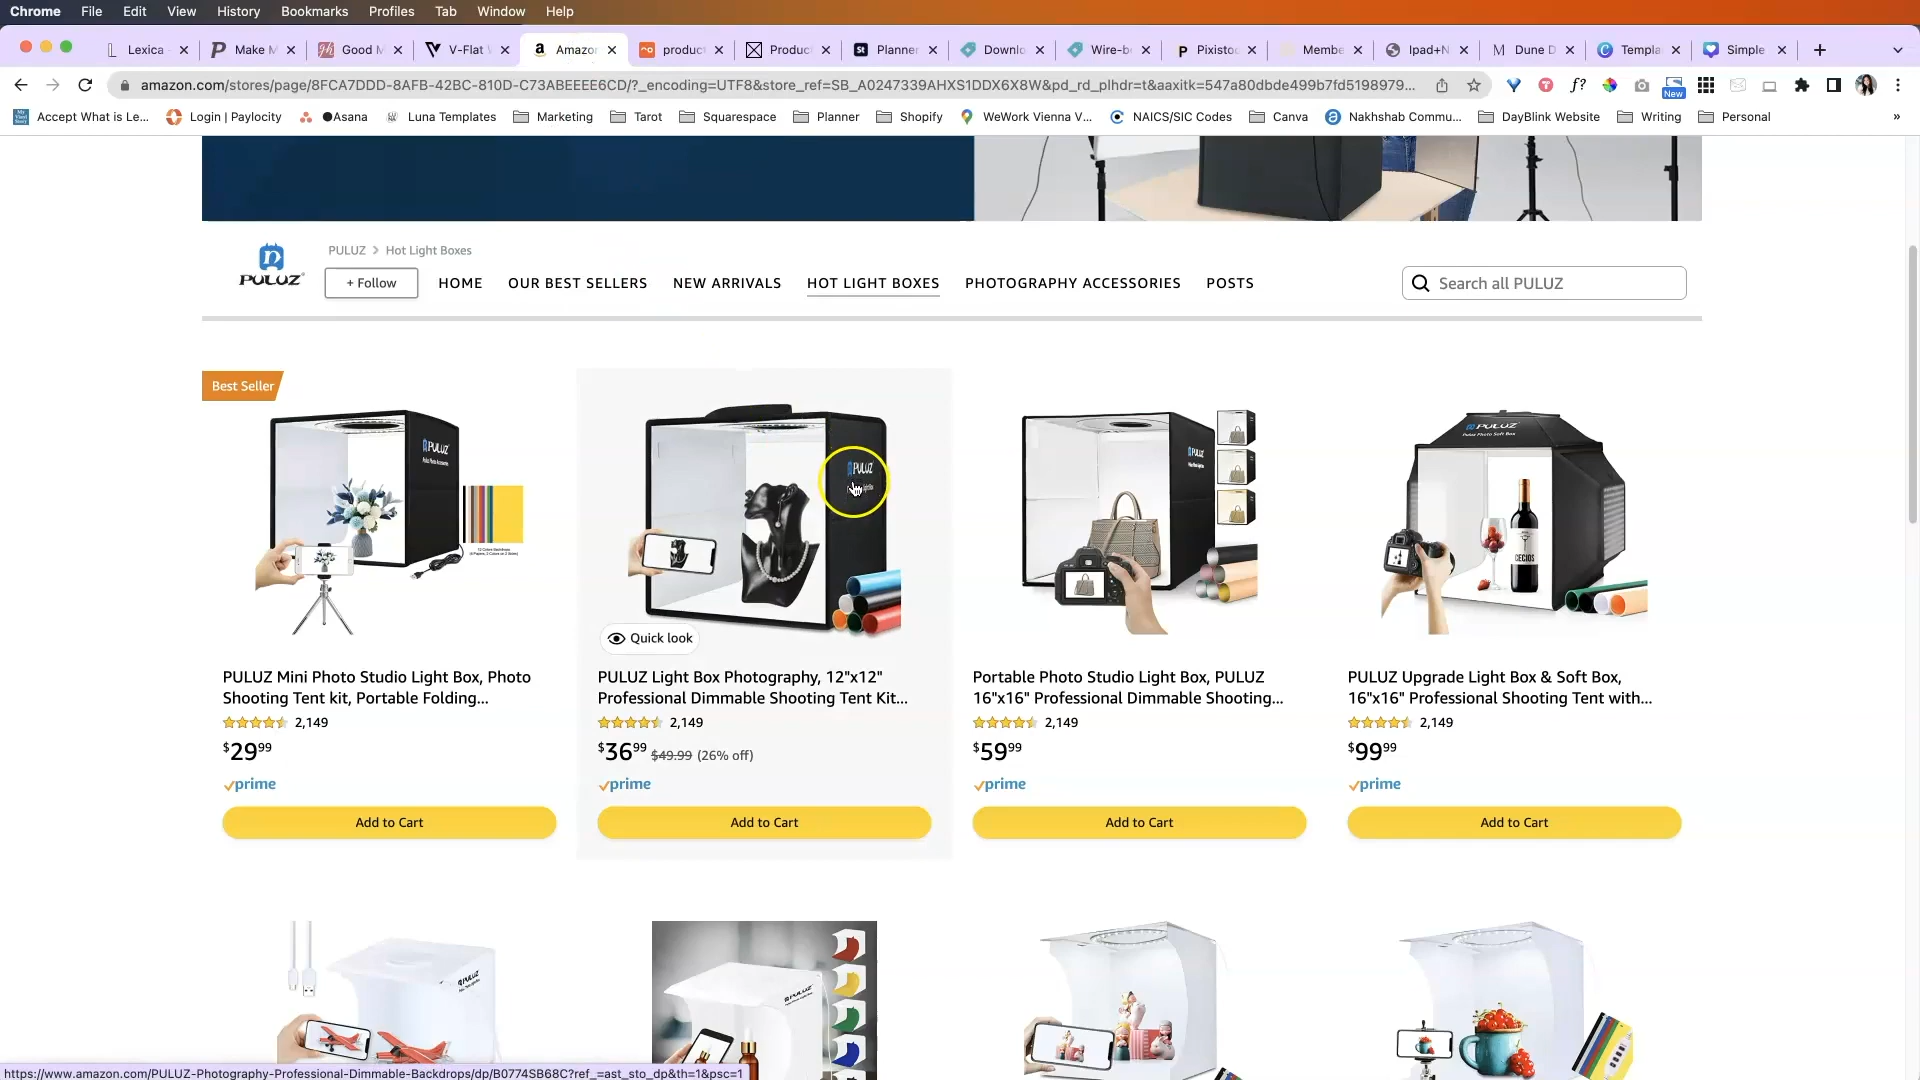 Chrome File Edit View History Bookmarks Profiles Tab Window Help
Lexica - Make M Good M V-Flat W Amazon product Produc Planner Downlo Wire-b Pixistoc Membe Ipad+N Dune D Templa Simple
amazon.com/stores/page/8FCA7DDD-8AFB-42BC-810D-C73ABEEEE6CD/?_encoding=UTF8&store_ref=SB_A0247339AHXS1DDX6X8W&pd_rd_plhdr=t&aaxitk=547a80dbde499b7fd5198979...
New
Accept What is Le... Login | Paylocity Asana Luna Templates Marketing Tarot Squarespace Planner Shopify WeWork Vienna V... NAICS/SIC Codes Canva Nakhshab Commu... DayBlink Website Writing Personal »
PULUZ > Hot Light Boxes
PULUZ
+ Follow HOME OUR BEST SELLERS NEW ARRIVALS HOT LIGHT BOXES PHOTOGRAPHY ACCESSORIES POSTS Search all PULUZ
Best Seller
PULUZ
PULUZ
PULUZ
PULUZ
CECIOS
Quick look
PULUZ Mini Photo Studio Light Box, Photo
Shooting Tent kit, Portable Folding...
2,149
$29.99
prime
Add to Cart
PULUZ Light Box Photography, 12"x12"
Professional Dimmable Shooting Tent Kit...
2,149
$36.99 $49.99 (26% off)
prime
Add to Cart
Portable Photo Studio Light Box, PULUZ
16"x16" Professional Dimmable Shooting...
2,149
$59.99
prime
Add to Cart
PULUZ Upgrade Light Box & Soft Box,
16"x16" Professional Shooting Tent with...
2,149
$99.99
prime
Add to Cart
PULUZ
PULUZ
https://www.amazon.com/PULUZ-Photography-Professional-Dimmable-Backdrops/dp/B0774SB68C?ref_=ast_sto_dp&th=1&psc=1